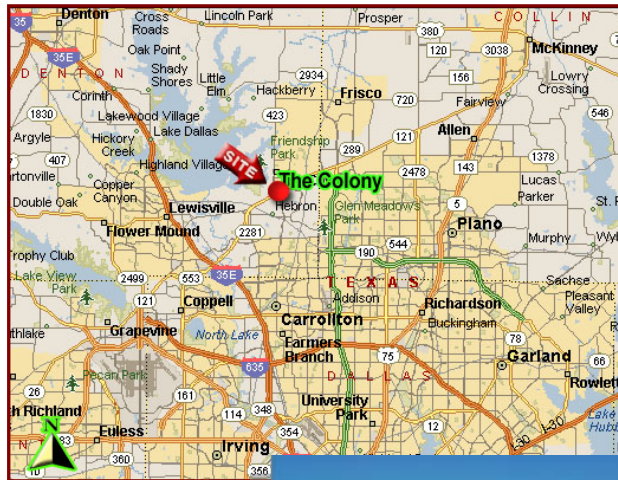 Denton
Cross
Roads
Lincoln Park
Prosper
COLLIN
35
380
Oak Point
35E
120
3038
McKinney
DENTON
Shady
Shores
Little
Elm
2934
156
Lowry
Crossing
Corinth
Hackberry
Frisco
720
Fairview
546
1830
Lakewood Village
423
121
Argyle
Lake Dallas
Hickory
Creek
Friendship
Park
Allen
407
Highland Village
289
1378
SITE
The Colony
2478
Lucas
Parker
Copper
Canyon
Double Oak
Lewisville
Hebron
Glen Meadows
Park
5
Flower Mound
2281
Plano
544
190
Murphy
Trophy Club
Lake View
Park
2499
553
35E
TEXAS
Sachse
121
Coppell
Addison
Pleasant
Valley
Carrollton
Richardson
Buckingham
Grapevine
North Lake
Farmers
Branch
78
Garland
635
75
66
Pecan Park
DALLAS
Rowlett
26
161
University
Park
h Richland
114
348
12
I-30
I-30
Lake
N
Euless
354
183
Irving
360
356